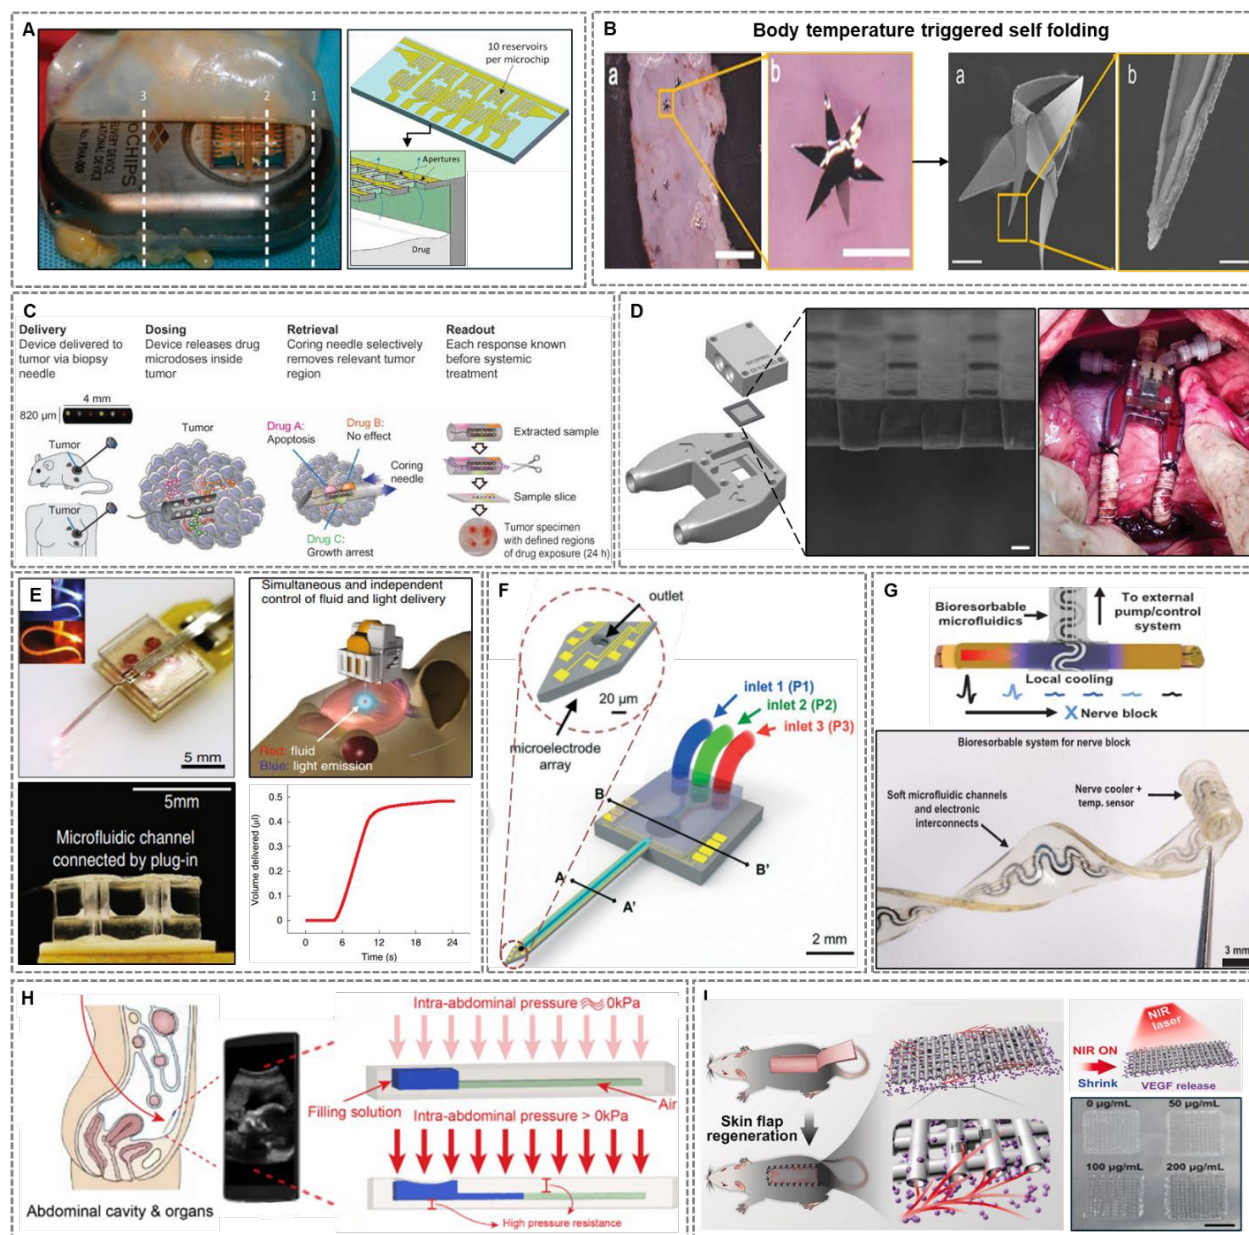 A
3
2
1
OCHIPS
10 reservoirs
per microchip
Apertures
Drug
B
Body temperature triggered self folding
a
b
a
b
C
Delivery
Device delivered to
tumor via biopsy
needle
4 mm
820 µm
Tumor
Tumor
Dosing
Device releases drug
microdoses inside
tumor
Tumor
Retrieval
Coring needle selectively
removes relevant tumor
region
Drug A:
Apoptosis
Drug B:
No effect
Coring
needle
Drug C:
Growth arrest
Readout
Each response known
before systemic
treatment
Extracted sample
Sample slice
Tumor specimen
with defined regions
of drug exposure (24 h)
D
E
5 mm
Simultaneous and independent
control of fluid and light delivery
Red: fluid
Blue: light emission
5mm
Microfluidic channel
connected by plug-in
Volume delivered (µl)
0.5
0.4
0.3
0.2
0.1
0
0
6
12
18
24
Time (s)
F
outlet
20 µm
microelectrode
array
inlet 1 (P1)
inlet 2 (P2)
inlet 3 (P3)
B
B'
A
A'
2 mm
G
Bioresorbable
microfluidics
To external
pump/control
system
Local cooling
X Nerve block
Bioresorbable system for nerve block
Soft microfluidic channels
and electronic
interconnects
Nerve cooler +
temp. sensor
3 mm
H
Abdominal cavity & organs
Intra-abdominal pressure ≈ 0kPa
Filling solution
Air
Intra-abdominal pressure > 0kPa
High pressure resistance
I
Skin flap
regeneration
NIR
laser
NIR ON
Shrink
VEGF release
0 µg/mL
50 µg/mL
100 µg/mL
200 µg/mL